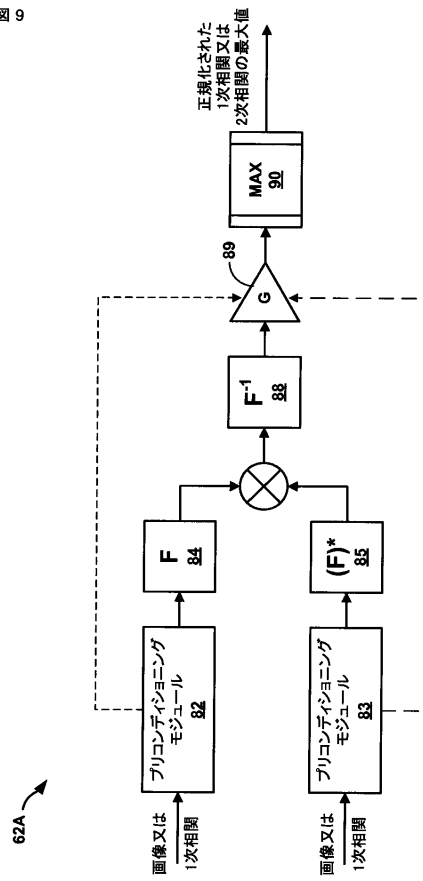 図 9
62A
画像又は
1次相関
プリコンディショニング
モジュール
82
F
84
画像又は
1次相関
プリコンディショニング
モジュール
83
(F)*
85
F-1
88
G
89
MAX
90
正規化された
1次相関又は
2次相関の最大値